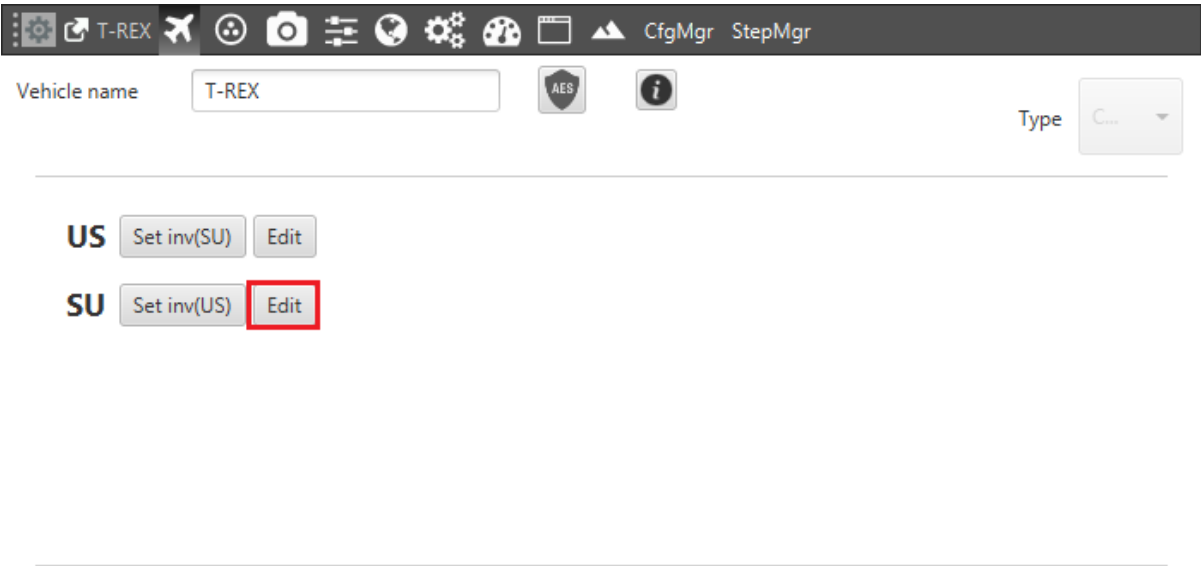 T-REX CfgMgr StepMgr
Vehicle name T-REX AES i
Type C...
US Set inv(SU) Edit
SU Set inv(US) Edit